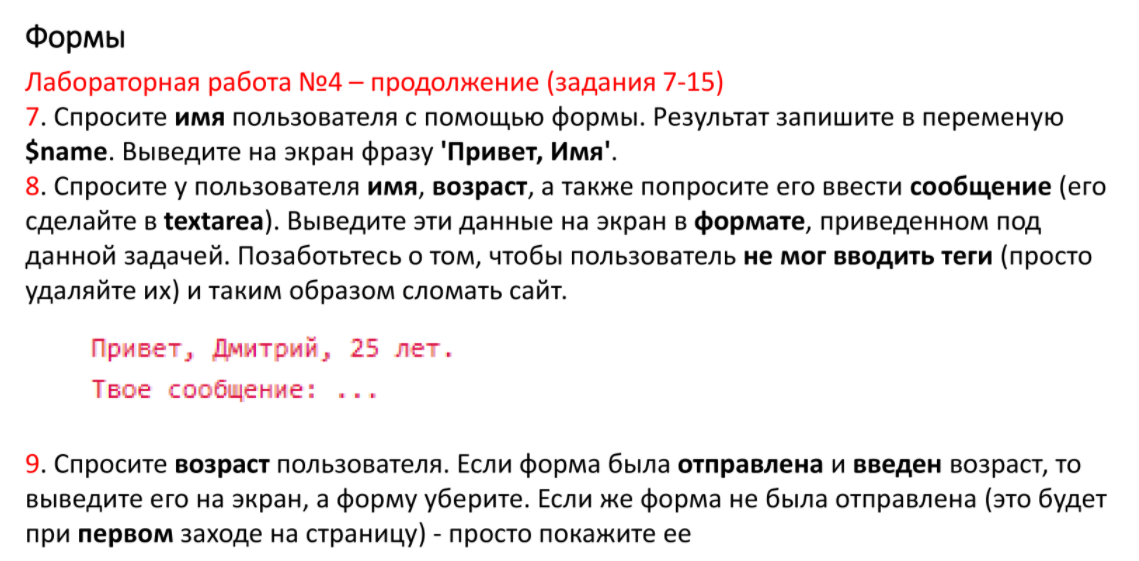 Формы
Лабораторная работа №4 – продолжение (задания 7-15)
7. Спросите имя пользователя с помощью формы. Результат запишите в переменую
$name. Выведите на экран фразу 'Привет, Имя'.
8. Спросите у пользователя имя, возраст, а также попросите его ввести сообщение (его
сделайте в textarea). Выведите эти данные на экран в формате, приведенном под
данной задачей. Позаботьтесь о том, чтобы пользователь не мог вводить теги (просто
удаляйте их) и таким образом сломать сайт.
Привет, Дмитрий, 25 лет.
Твое сообщение: ...
9. Спросите возраст пользователя. Если форма была отправлена и введен возраст, то
выведите его на экран, а форму уберите. Если же форма не была отправлена (это будет
при первом заходе на страницу) - просто покажите ее